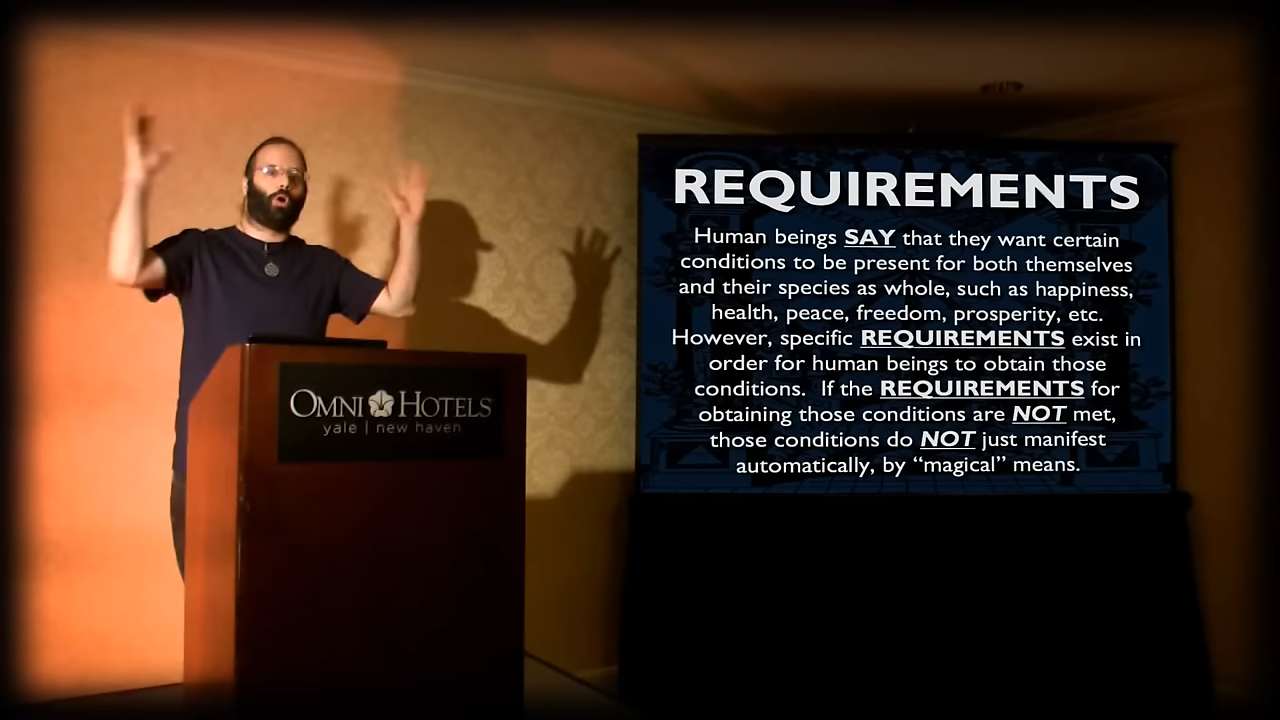 OMNI HOTELS
yale | new haven
REQUIREMENTS
Human beings SAY that they want certain
conditions to be present for both themselves
and their species as whole, such as happiness,
health, peace, freedom, prosperity, etc.
However, specific REQUIREMENTS exist in
order for human beings to obtain those
conditions. If the REQUIREMENTS for
obtaining those conditions are NOT met,
those conditions do NOT just manifest
automatically, by “magical” means.